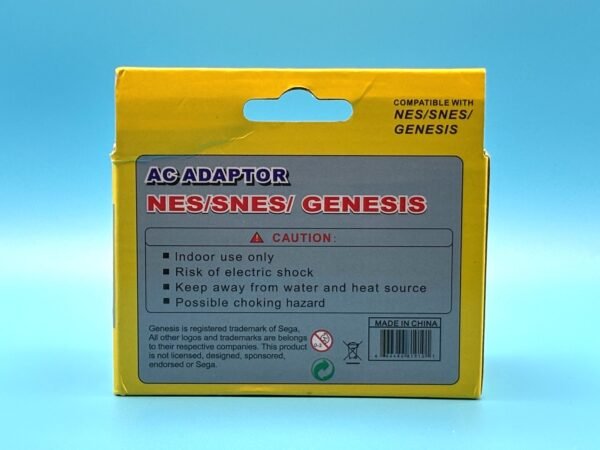 COMPATIBLE WITH
NES/SNES/
GENESIS
AC ADAPTOR
NES/SNES/ GENESIS
CAUTION:
Indoor use only
Risk of electric shock
Keep away from water and heat source
Possible choking hazard
Genesis is registered trademark of Sega.
All other logos and trademarks are belongs
to their respective companies. This product
is not licensed, designed, sponsored,
endorsed or Sega.
0-3
MADE IN CHINA